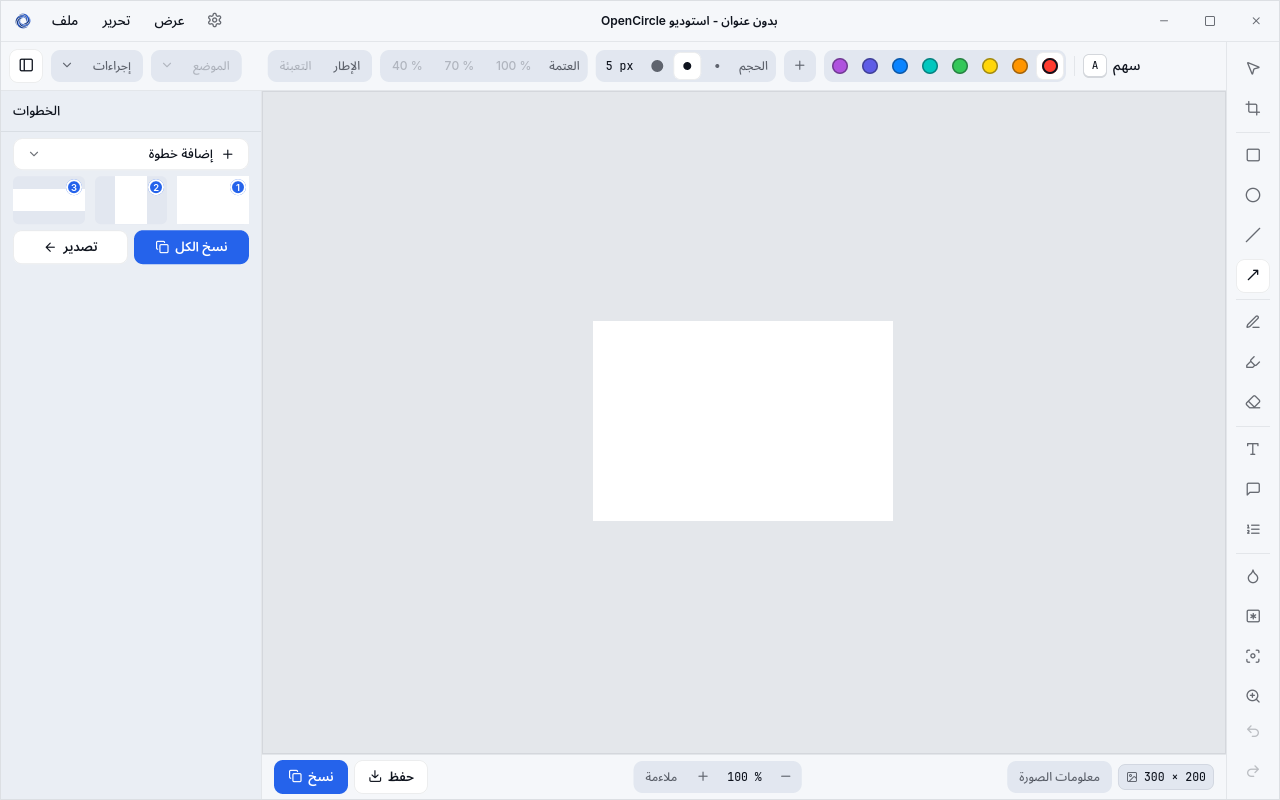 ملف
تحرير
عرض
بدون عنوان - استوديو OpenCircle
سهم
A
الحجم
5 px
العتمة
100 %
70 %
40 %
الإطار
التعبئة
الموضع
إجراءات
الخطوات
إضافة خطوة
1
2
3
نسخ الكل
تصدير
300 × 200
معلومات الصورة
100 %
ملاءمة
حفظ
نسخ